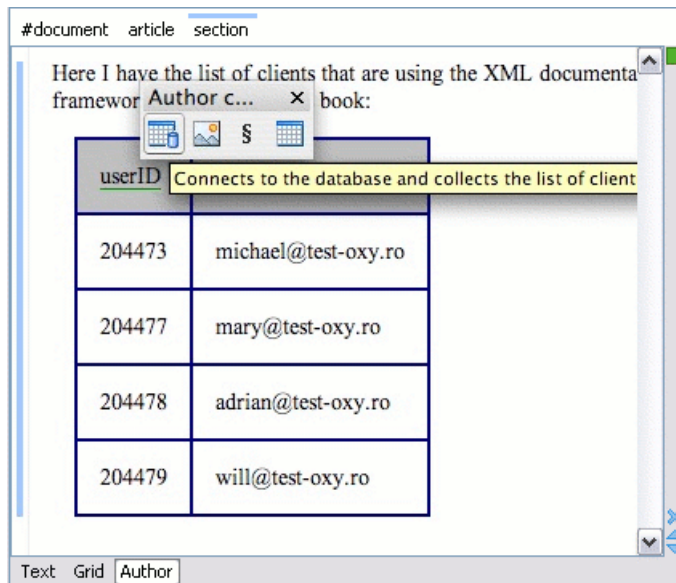 #document article section
Here I have the list of clients that are using the XML documenta
framewor book:
Author c... ×
§
userID
Connects to the database and collects the list of client
204473 michael@test-oxy.ro
204477 mary@test-oxy.ro
204478 adrian@test-oxy.ro
204479 will@test-oxy.ro
Text Grid Author